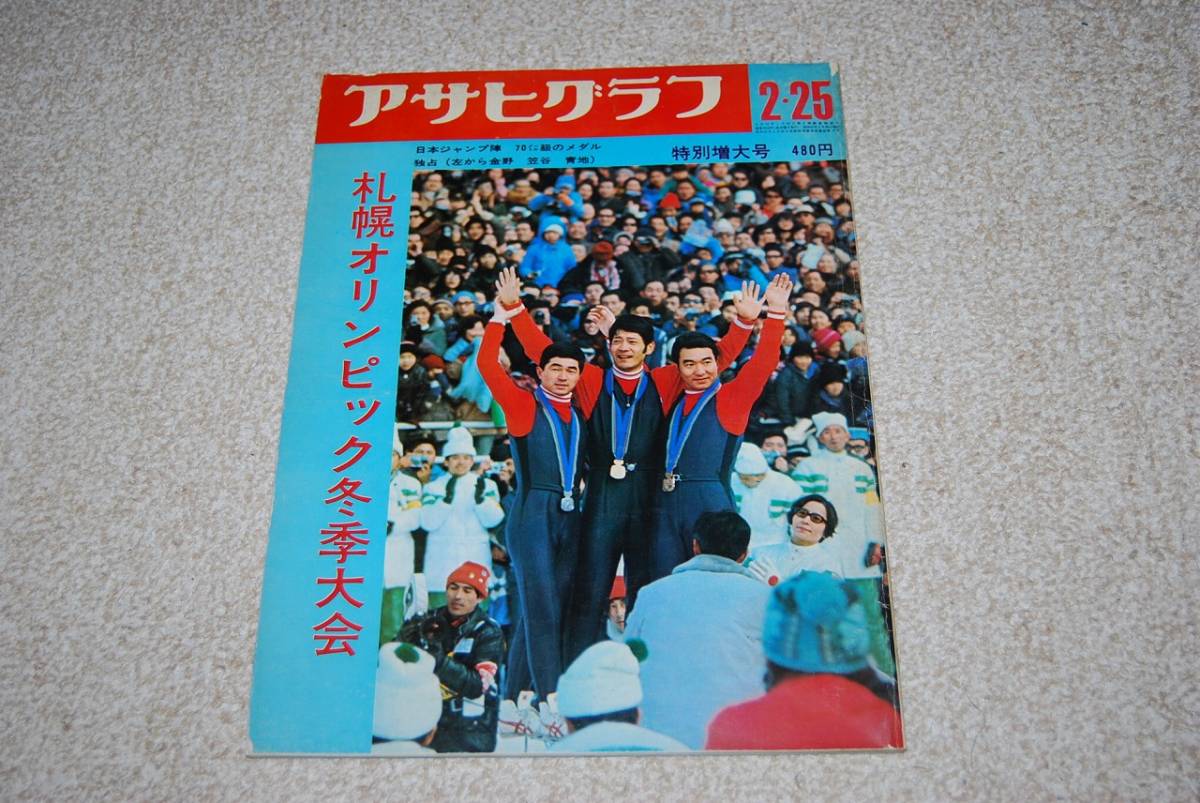 アサヒグラフ
2・25
日本ジャンプ陣 70㍍級のメダル
独占（左から金野 笠谷 青地）
特別増大号 480円
札幌オリンピック冬季大会